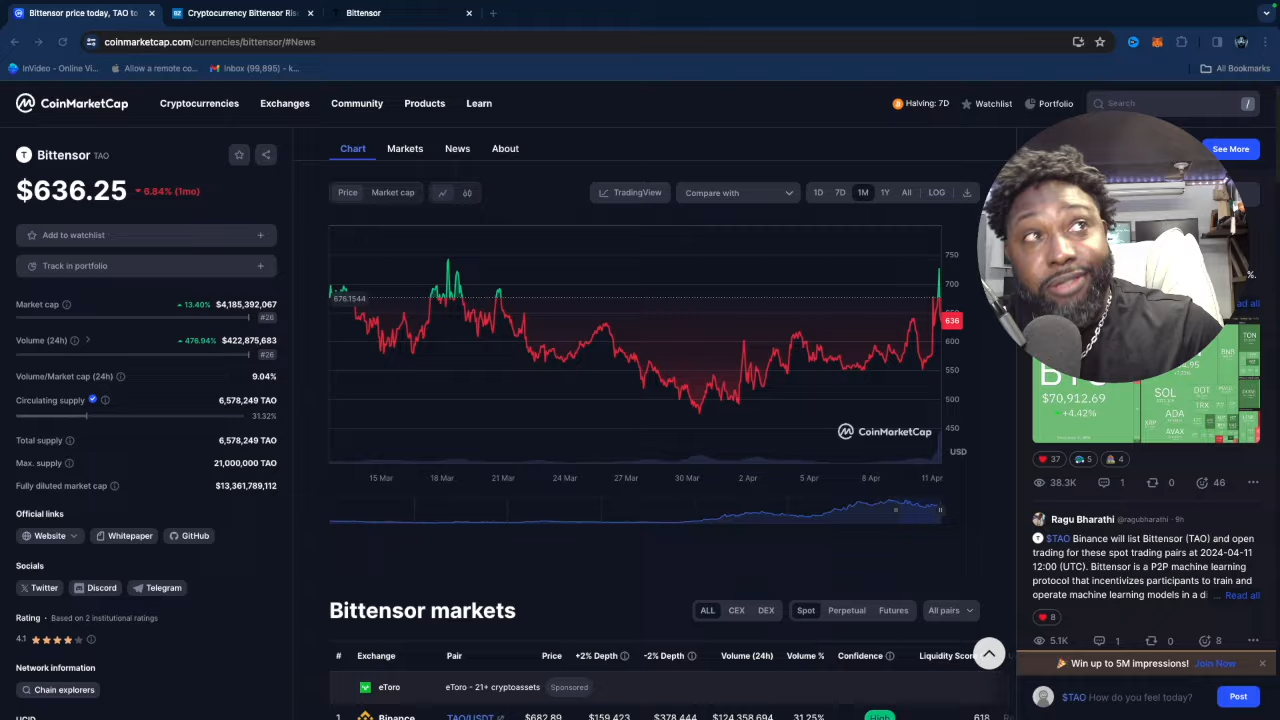 Bittensor price today, TAO to
Cryptocurrency Bittensor Ris
Bittensor
coinmarketcap.com/currencies/bittensor/#News
InVideo - Online Vi...
Allow a remote co...
Inbox (99,895) - k...
All Bookmarks
CoinMarketCap
Cryptocurrencies
Exchanges
Community
Products
Learn
Halving: 7D
Watchlist
Portfolio
Search
/
Bittensor TAO
$636.25
6.84% (1mo)
Add to watchlist
Track in portfolio
Market cap
13.40% $4,185,392,067
#26
Volume (24h)
476.94% $422,875,683
#26
Volume/Market cap (24h)
9.04%
Circulating supply
6,578,249 TAO
31.32%
Total supply
6,578,249 TAO
Max. supply
21,000,000 TAO
Fully diluted market cap
$13,361,789,112
Official links
Website
Whitepaper
GitHub
Socials
Twitter
Discord
Telegram
Rating · Based on 2 institutional ratings
4.1
Network information
Chain explorers
UCID
Chart
Markets
News
About
Price
Market cap
TradingView
Compare with
1D
7D
1M
1Y
All
LOG
676.1544
750
700
650
636
600
550
500
450
CoinMarketCap
USD
15 Mar
18 Mar
21 Mar
24 Mar
27 Mar
30 Mar
2 Apr
5 Apr
8 Apr
11 Apr
Bittensor markets
ALL
CEX
DEX
Spot
Perpetual
Futures
All pairs
#
Exchange
Pair
Price
+2% Depth
-2% Depth
Volume (24h)
Volume %
Confidence
Liquidity Score
eToro
eToro - 21+ cryptoassets
Sponsored
1
Binance
TAO/USDT
$682.89
$159,423
$378,444
$124,358,694
31.25%
High
618
See More
%.
ad all
BTC
$70,912.69
+4.42%
TON
BNB
SOL
DOT
TRX
ADA
XRP
AVAX
37
5
4
38.3K
1
0
46
Ragu Bharathi @ragubharathi · 9h
$TAO Binance will list Bittensor (TAO) and open
trading for these spot trading pairs at 2024-04-11
12:00 (UTC). Bittensor is a P2P machine learning
protocol that incentivizes participants to train and
operate machine learning models in a di ... Read all
8
5.1K
1
0
8
Win up to 5M impressions! Join Now
$TAO How do you feel today?
Post